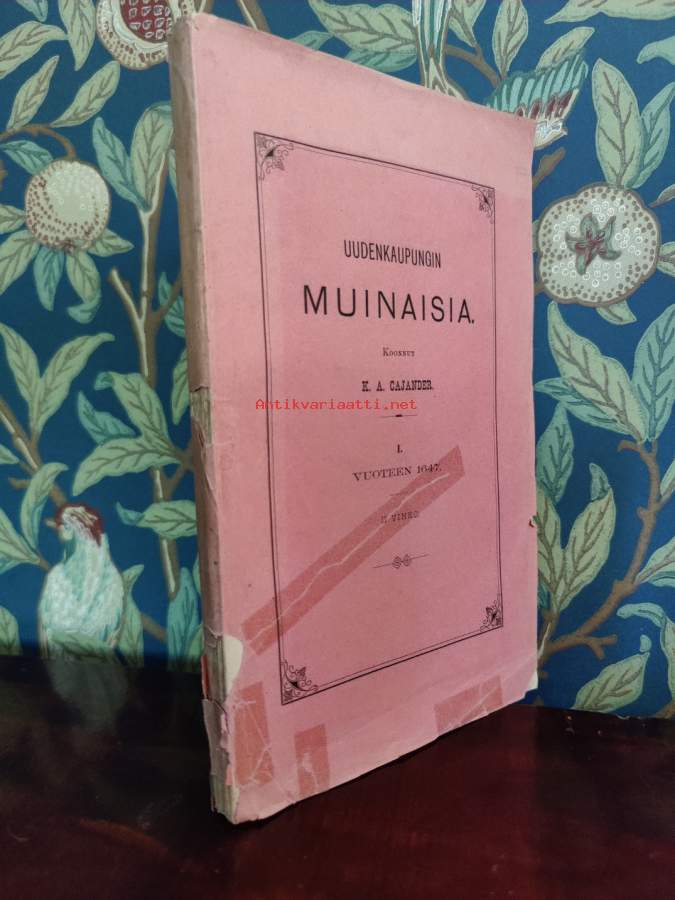 UUDENKAUPUNGIN
MUINAISIA.
KOONNUT
K. A. CAJANDER.
Antikvariaatti.net
I.
VUOTEEN 1647.